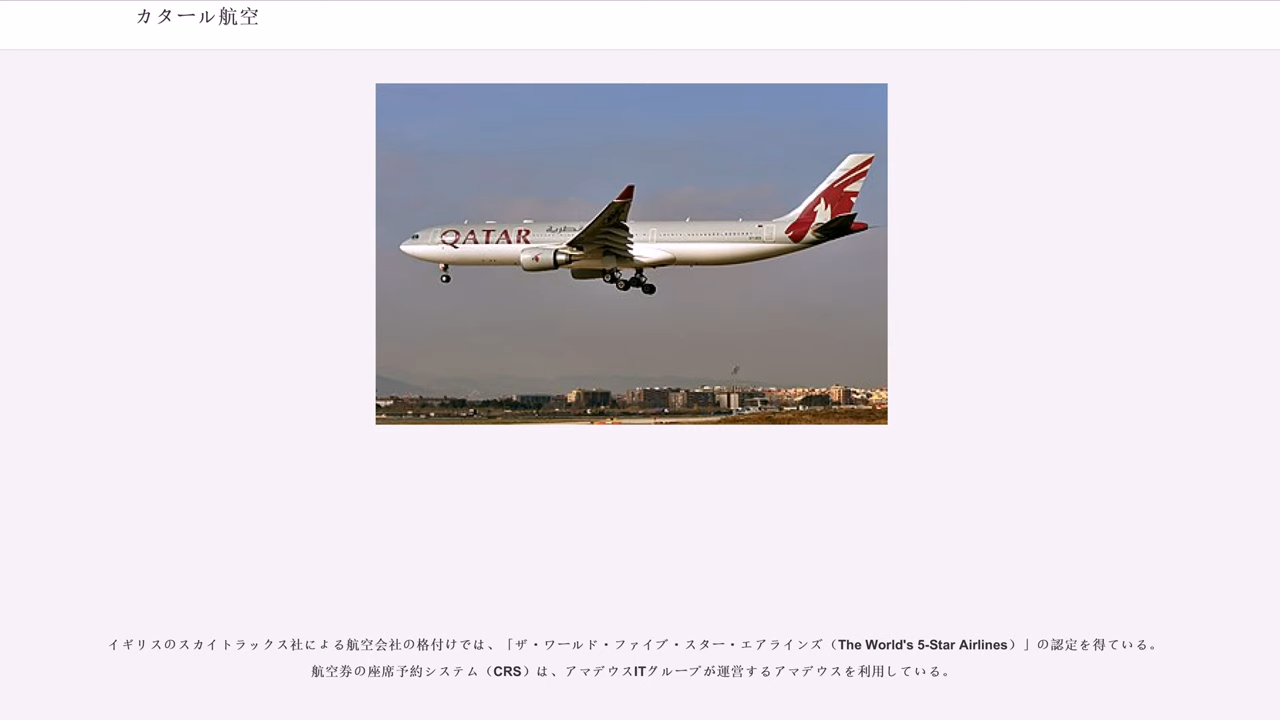 カタール航空
QATAR
القطرية
イギリスのスカイトラックス社による航空会社の格付けでは、「ザ・ワールド・ファイブ・スター・エアラインズ（The World's 5-Star Airlines）」の認定を得ている。
航空券の座席予約システム（CRS）は、アマデウスITグループが運営するアマデウスを利用している。